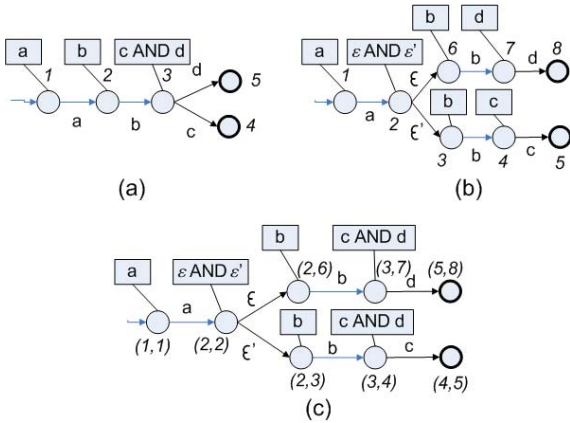 a b c AND d
1 2 3
d 5
a b c 4
(a)
b d
a ε AND ε' 6 7 8
1 ε b d
a 2 b c
ε' b c
3 4 5
(b)
b c AND d
a ε AND ε' (2,6) (3,7) (5,8)
ε b d
a b c AND d
(1,1) (2,2) ε' b c
(2,3) (3,4) (4,5)
(c)